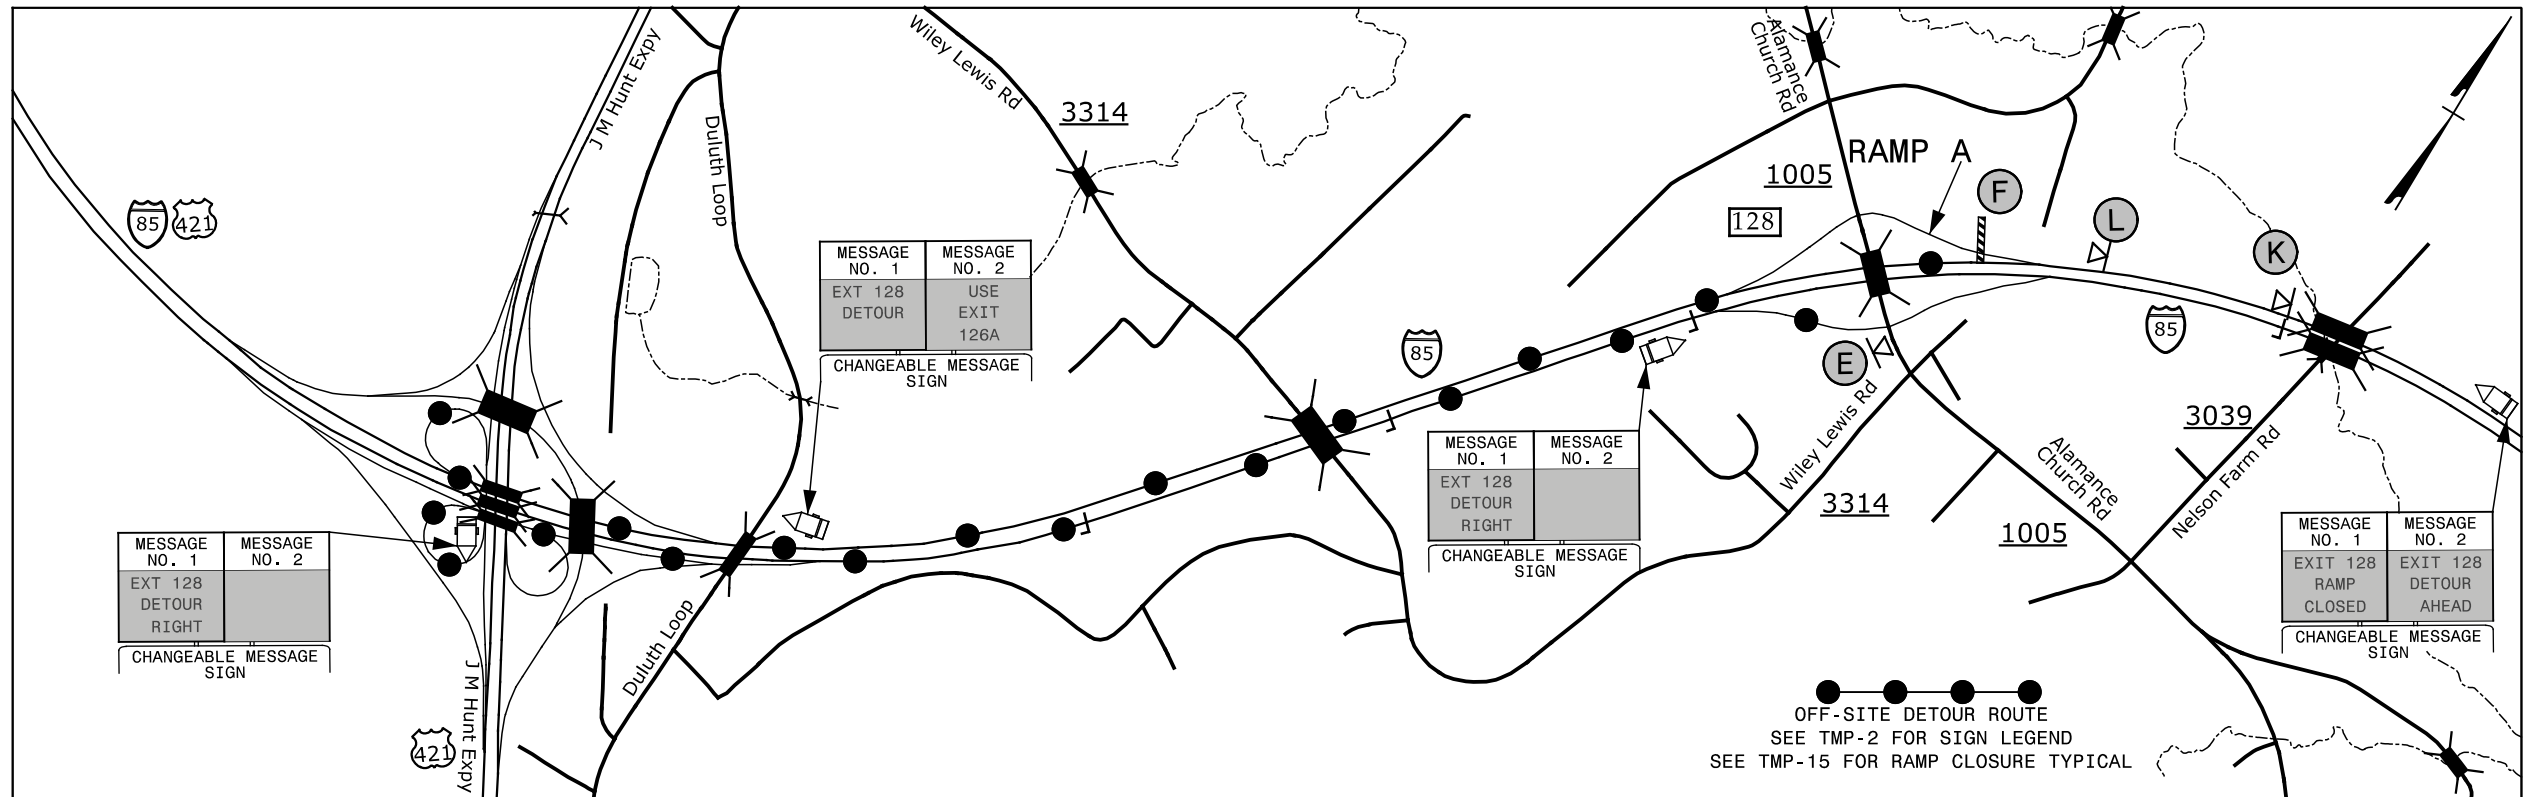 J M Hunt Expy
Duluth Loop
Wiley Lewis Rd
3314
Alamance
Church Rd
RAMP A
1005
128
F
L
K
85
421
MESSAGE NO. 1
MESSAGE NO. 2
EXT 128
DETOUR
USE
EXIT
126A
CHANGEABLE MESSAGE
SIGN
85
85
E
Wiley Lewis Rd
3314
Alamance
Church Rd
1005
3039
Nelson Farm Rd
MESSAGE NO. 1
MESSAGE NO. 2
EXT 128
DETOUR
RIGHT
CHANGEABLE MESSAGE
SIGN
MESSAGE NO. 1
MESSAGE NO. 2
EXT 128
DETOUR
RIGHT
CHANGEABLE MESSAGE
SIGN
MESSAGE NO. 1
MESSAGE NO. 2
EXIT 128
RAMP
CLOSED
EXIT 128
DETOUR
AHEAD
CHANGEABLE MESSAGE
SIGN
Duluth Loop
421
J M Hunt Expy
OFF-SITE DETOUR ROUTE
SEE TMP-2 FOR SIGN LEGEND
SEE TMP-15 FOR RAMP CLOSURE TYPICAL